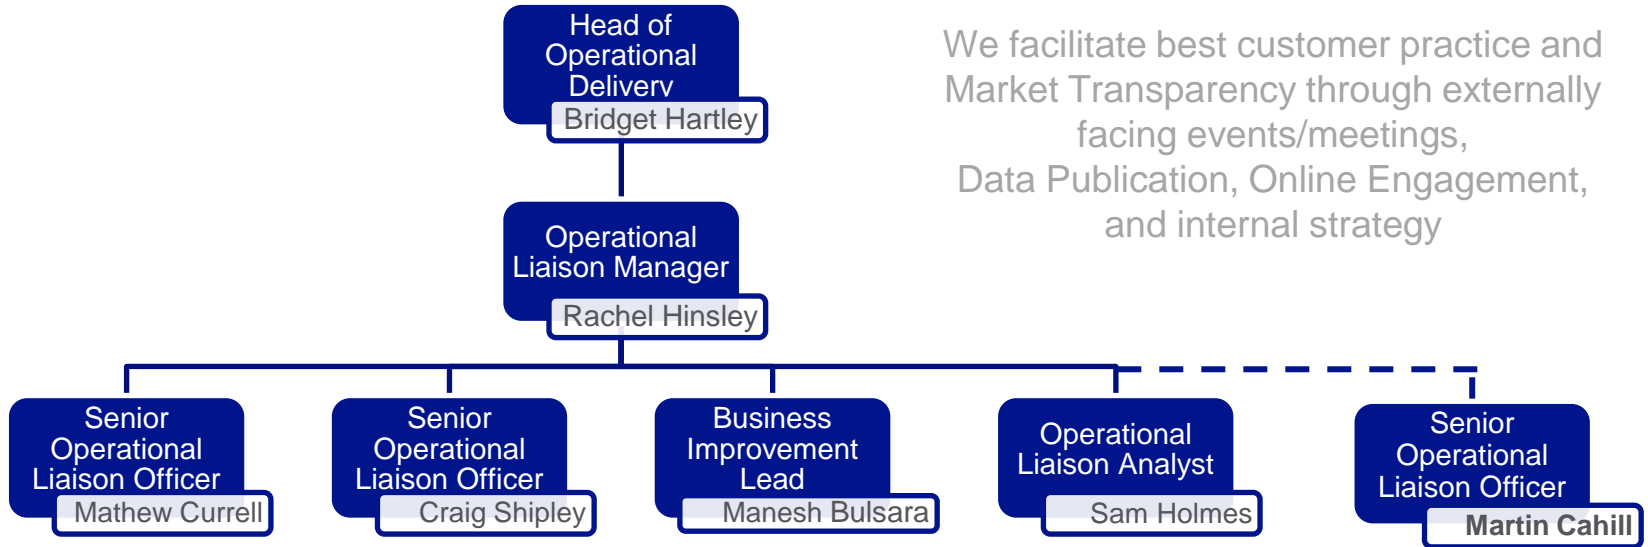 Head of
Operational
Delivery
Bridget Hartley
We facilitate best customer practice and
Market Transparency through externally
facing events/meetings,
Data Publication, Online Engagement,
and internal strategy
Operational
Liaison Manager
Rachel Hinsley
Senior
Operational
Liaison Officer
Mathew Currell
Senior
Operational
Liaison Officer
Craig Shipley
Business
Improvement
Lead
Manesh Bulsara
Operational
Liaison Analyst
Sam Holmes
Senior
Operational
Liaison Officer
Martin Cahill